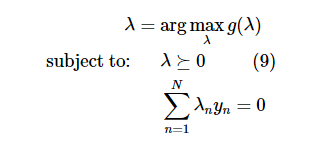 λ = arg max g(λ)
λ
subject to: λ ⪰ 0 (9)
N
∑ λₙyₙ = 0
n=1